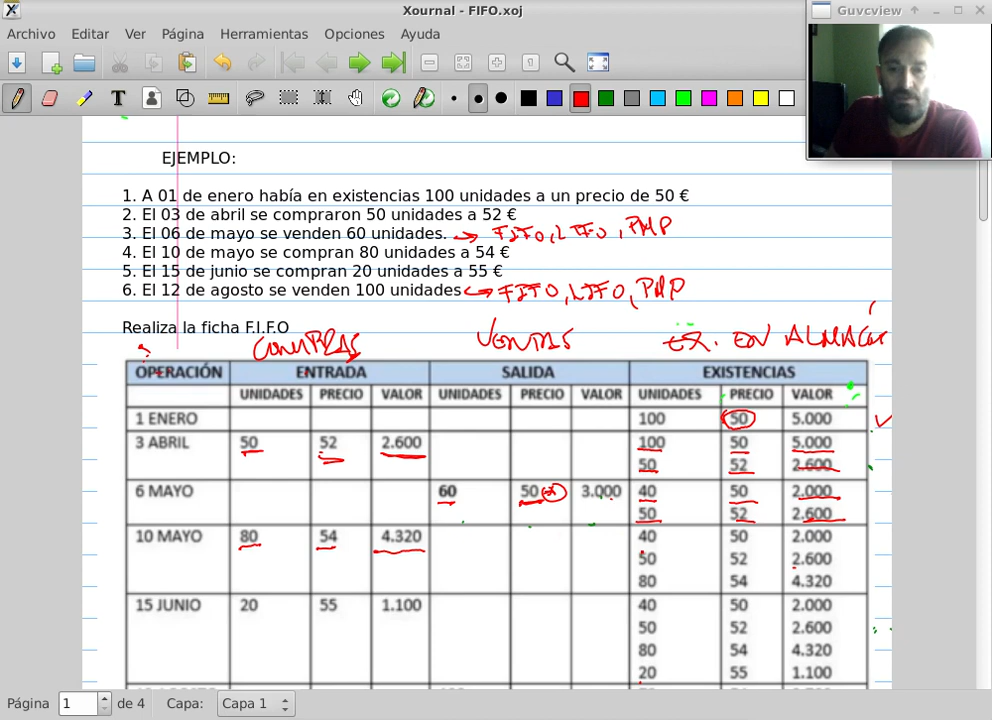 Xournal - FIFO.xoj
Guvcview
Archivo Editar Ver Página Herramientas Opciones Ayuda
EJEMPLO:
1. A 01 de enero había en existencias 100 unidades a un precio de 50 €
2. El 03 de abril se compraron 50 unidades a 52 €
3. El 06 de mayo se venden 60 unidades. → FIFO, LIFO, PMP
4. El 10 de mayo se compran 80 unidades a 54 €
5. El 15 de junio se compran 20 unidades a 55 €
6. El 12 de agosto se venden 100 unidades → FIFO, LIFO, PMP
Realiza la ficha F.I.F.O
COMPRAS VENTAS EX. EN ALMACÉN
OPERACIÓN ENTRADA SALIDA EXISTENCIAS
UNIDADES PRECIO VALOR UNIDADES PRECIO VALOR UNIDADES PRECIO VALOR
1 ENERO 100 50 5.000
3 ABRIL 50 52 2.600 100 50 5.000
50 52 2.600
6 MAYO 60 50 3.000 40 50 2.000
50 52 2.600
10 MAYO 80 54 4.320 40 50 2.000
50 52 2.600
80 54 4.320
15 JUNIO 20 55 1.100 40 50 2.000
50 52 2.600
80 54 4.320
20 55 1.100
Página 1 de 4 Capa: Capa 1